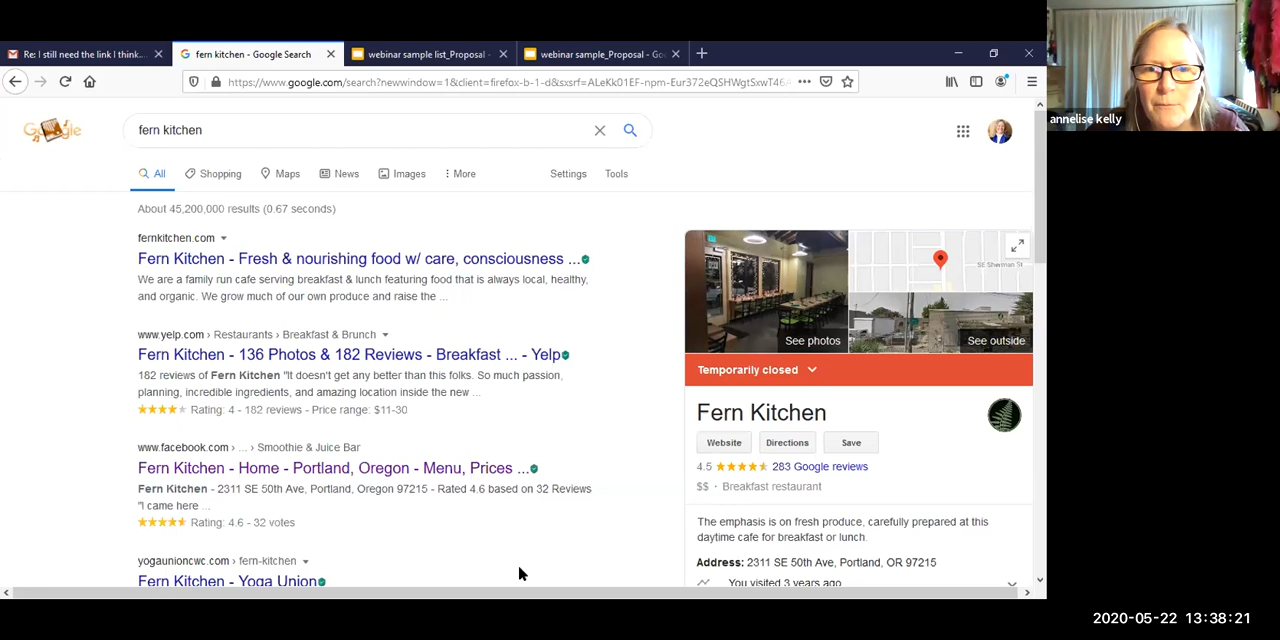 Re: I still need the link I think...
fern kitchen - Google Search
webinar sample list_Proposal -
webinar sample_Proposal - Go
https://www.google.com/search?newwindow=1&client=firefox-b-1-d&sxsrf=ALeKk01EF-npm-Eur372eQSHWgtSxwT46A
annelise kelly
fern kitchen
All
Shopping
Maps
News
Images
More
Settings
Tools
About 45,200,000 results (0.67 seconds)
fernkitchen.com
Fern Kitchen - Fresh & nourishing food w/ care, consciousness ...
We are a family run cafe serving breakfast & lunch featuring food that is always local, healthy,
and organic. We grow much of our own produce and raise the ...
www.yelp.com › Restaurants › Breakfast & Brunch
Fern Kitchen - 136 Photos & 182 Reviews - Breakfast ... - Yelp
182 reviews of Fern Kitchen "It doesn't get any better than this folks. So much passion,
planning, incredible ingredients, and amazing location inside the new ...
Rating: 4 - 182 reviews - Price range: $11-30
www.facebook.com › ... › Smoothie & Juice Bar
Fern Kitchen - Home - Portland, Oregon - Menu, Prices ...
Fern Kitchen - 2311 SE 50th Ave, Portland, Oregon 97215 - Rated 4.6 based on 32 Reviews
"I came here ...
Rating: 4.6 - 32 votes
yogaunioncwc.com › fern-kitchen
Fern Kitchen - Yoga Union
SE Sherman St
See photos
See outside
Temporarily closed
Fern Kitchen
Website
Directions
Save
4.5
283 Google reviews
$$ · Breakfast restaurant
The emphasis is on fresh produce, carefully prepared at this
daytime cafe for breakfast or lunch.
Address: 2311 SE 50th Ave, Portland, OR 97215
You visited 3 years ago
2020-05-22 13:38:21